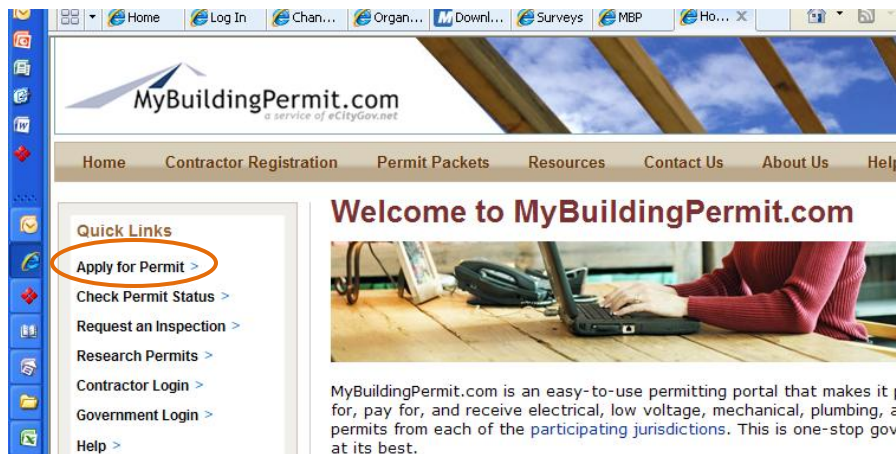 Home Log In Chan... Organ... Downl... Surveys MBP Ho...
MyBuildingPermit.com
a service of eCityGov.net
Home Contractor Registration Permit Packets Resources Contact Us About Us Help
Quick Links
Apply for Permit >
Check Permit Status >
Request an Inspection >
Research Permits >
Contractor Login >
Government Login >
Help >
Welcome to MyBuildingPermit.com
MyBuildingPermit.com is an easy-to-use permitting portal that makes it
for, pay for, and receive electrical, low voltage, mechanical, plumbing,
permits from each of the participating jurisdictions. This is one-stop gov
at its best.